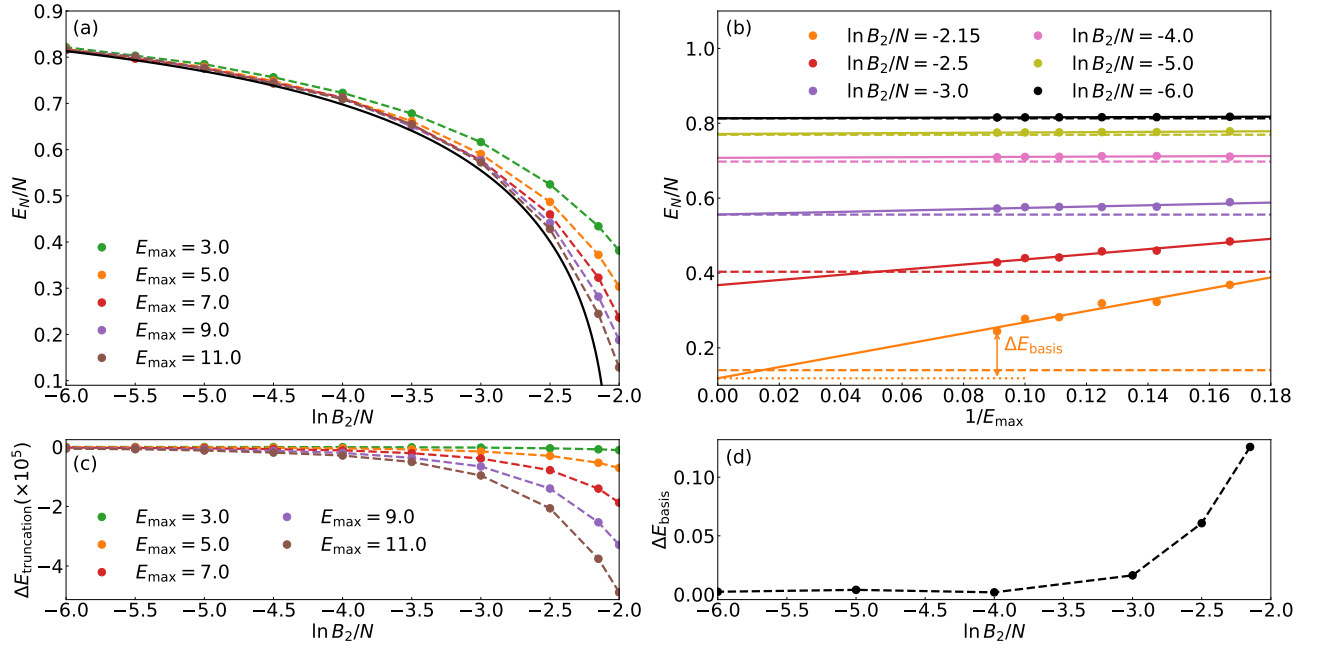 (a)
E_N/N
0.9
0.8
0.7
0.6
0.5
0.4
0.3
0.2
0.1
E_max = 3.0
E_max = 5.0
E_max = 7.0
E_max = 9.0
E_max = 11.0
−6.0 −5.5 −5.0 −4.5 −4.0 −3.5 −3.0 −2.5 −2.0
ln B_2/N
(b)
E_N/N
1.0
0.8
0.6
0.4
0.2
ln B_2/N = -2.15
ln B_2/N = -2.5
ln B_2/N = -3.0
ln B_2/N = -4.0
ln B_2/N = -5.0
ln B_2/N = -6.0
ΔE_basis
0.00 0.02 0.04 0.06 0.08 0.10 0.12 0.14 0.16 0.18
1/E_max
(c)
ΔE_truncation(×10^5)
0
−2
−4
E_max = 3.0
E_max = 5.0
E_max = 7.0
E_max = 9.0
E_max = 11.0
−6.0 −5.5 −5.0 −4.5 −4.0 −3.5 −3.0 −2.5 −2.0
ln B_2/N
(d)
ΔE_basis
0.10
0.05
0.00
−6.0 −5.5 −5.0 −4.5 −4.0 −3.5 −3.0 −2.5 −2.0
ln B_2/N